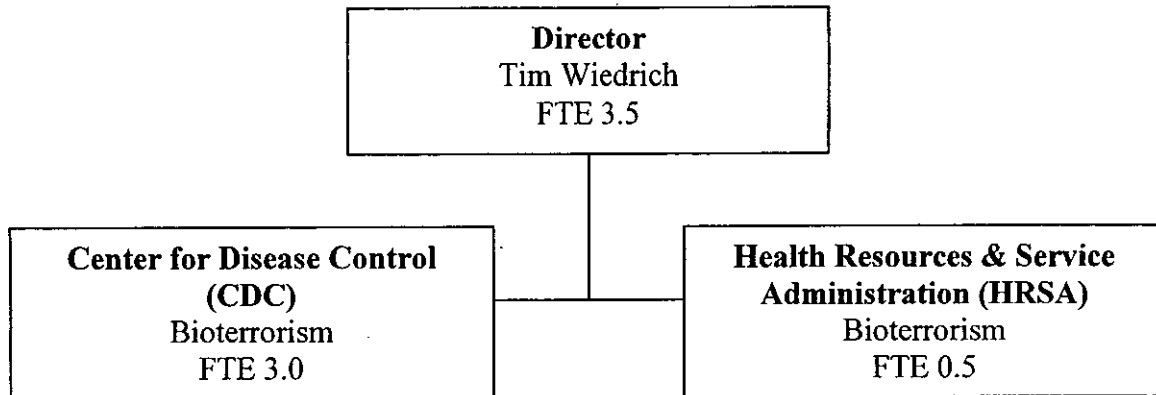 Director
Tim Wiedrich
FTE 3.5
Center for Disease Control
(CDC)
Bioterrorism
FTE 3.0
Health Resources & Service
Administration (HRSA)
Bioterrorism
FTE 0.5